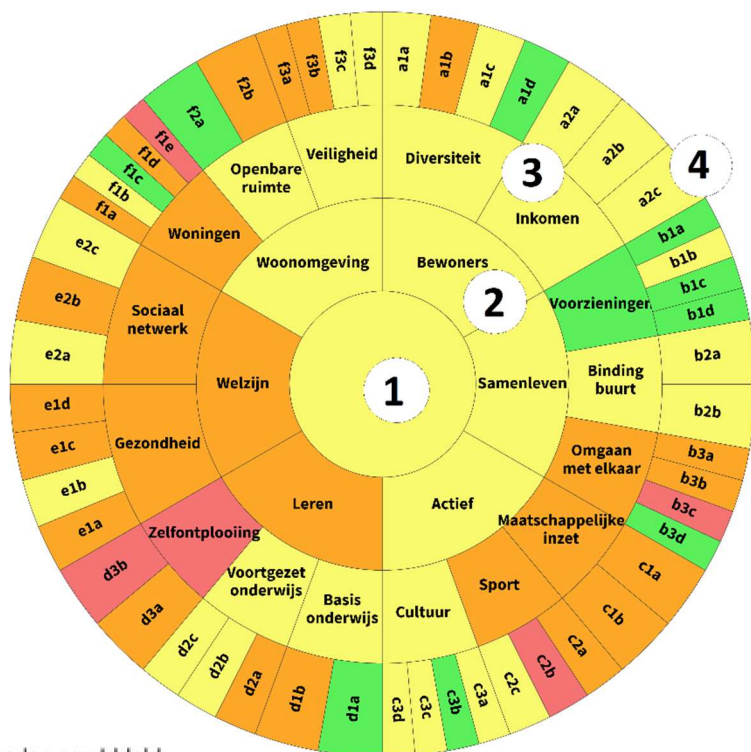 a1a
a1b
a1c
a1d
a2a
a2b
a2c
b1a
b1b
b1c
b1d
b2a
b2b
b3a
b3b
b3c
b3d
c1a
c1b
c2a
c2b
c2c
c3a
c3b
c3c
c3d
d1a
d1b
d2a
d2b
d2c
d3a
d3b
e1a
e1b
e1c
e1d
e2a
e2b
e2c
f1a
f1b
f1c
f1d
f1e
f2a
f2b
f3a
f3b
f3c
f3d
Diversiteit
Inkomen
Voorzieningen
Binding
buurt
Omgaan
met elkaar
Maatschappelijke
inzet
Sport
Cultuur
Basis
onderwijs
Voortgezet
onderwijs
Zelfontplooiing
Gezondheid
Sociaal
netwerk
Woningen
Openbare
ruimte
Veiligheid
Bewoners
Samenleven
Actief
Leren
Welzijn
Woonomgeving
1
2
3
4